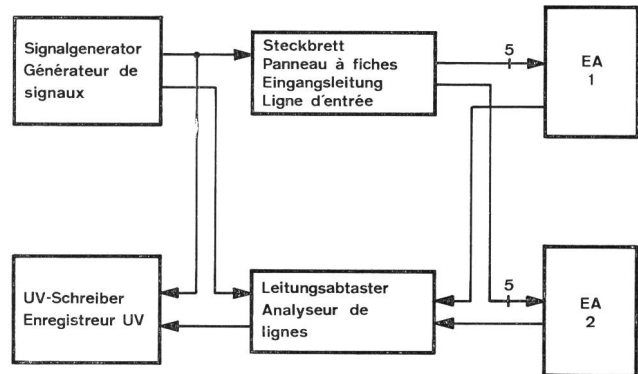 Signalgenerator
Générateur de
signaux
Steckbrett
Panneau à fiches
Eingangsleitung
Ligne d'entrée
5
EA
1
UV-Schreiber
Enregistreur UV
Leitungsabtaster
Analyseur de
lignes
5
EA
2